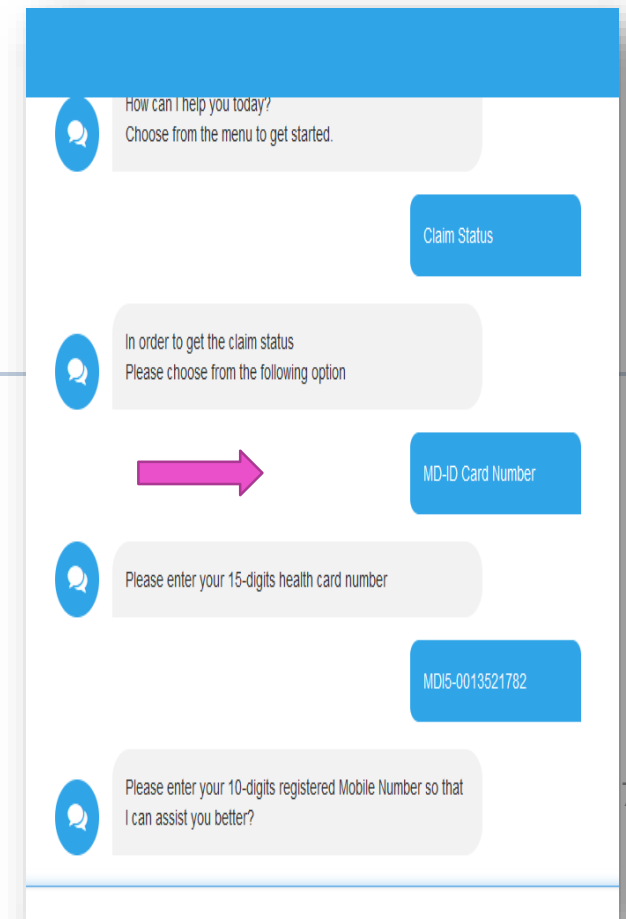 How can I help you today?
Choose from the menu to get started.
Claim Status
In order to get the claim status
Please choose from the following option
MD-ID Card Number
Please enter your 15-digits health card number
MDI5-0013521782
Please enter your 10-digits registered Mobile Number so that
I can assist you better?